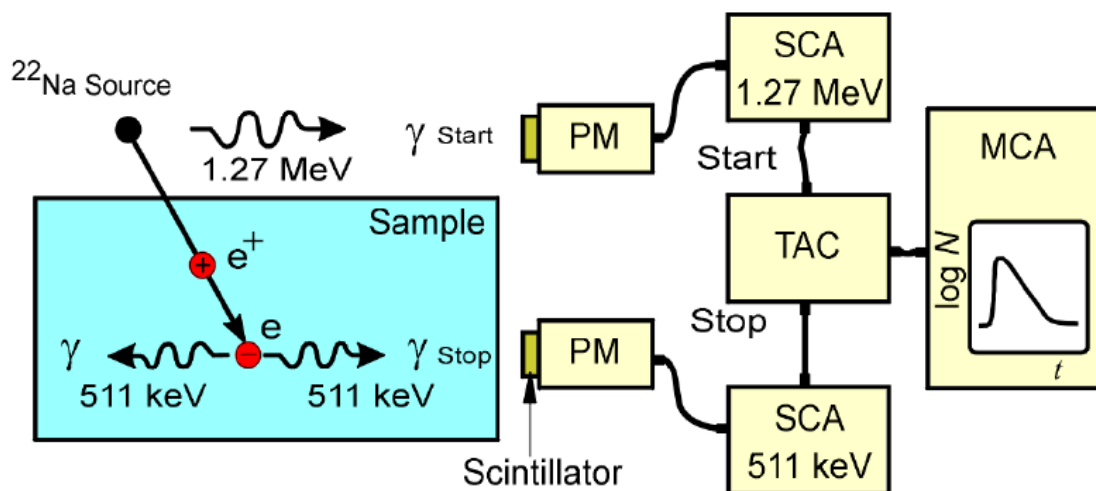 ²²Na Source
1.27 MeV
γ Start
Sample
e⁺
+
e
−
γ
511 keV
511 keV
γ Stop
PM
PM
Scintillator
SCA
1.27 MeV
Start
TAC
Stop
SCA
511 keV
MCA
log N
t